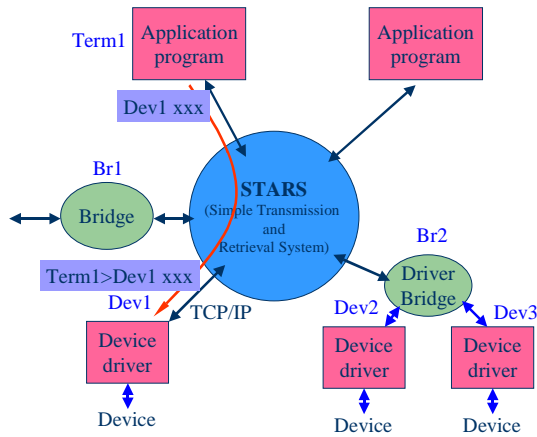 Term1
Application
program
Application
program
Dev1 xxx
Br1
Bridge
STARS
(Simple Transmission
and
Retrieval System)
Br2
Driver
Bridge
Term1>Dev1 xxx
Dev1
TCP/IP
Dev2
Dev3
Device
driver
Device
driver
Device
driver
Device
Device
Device